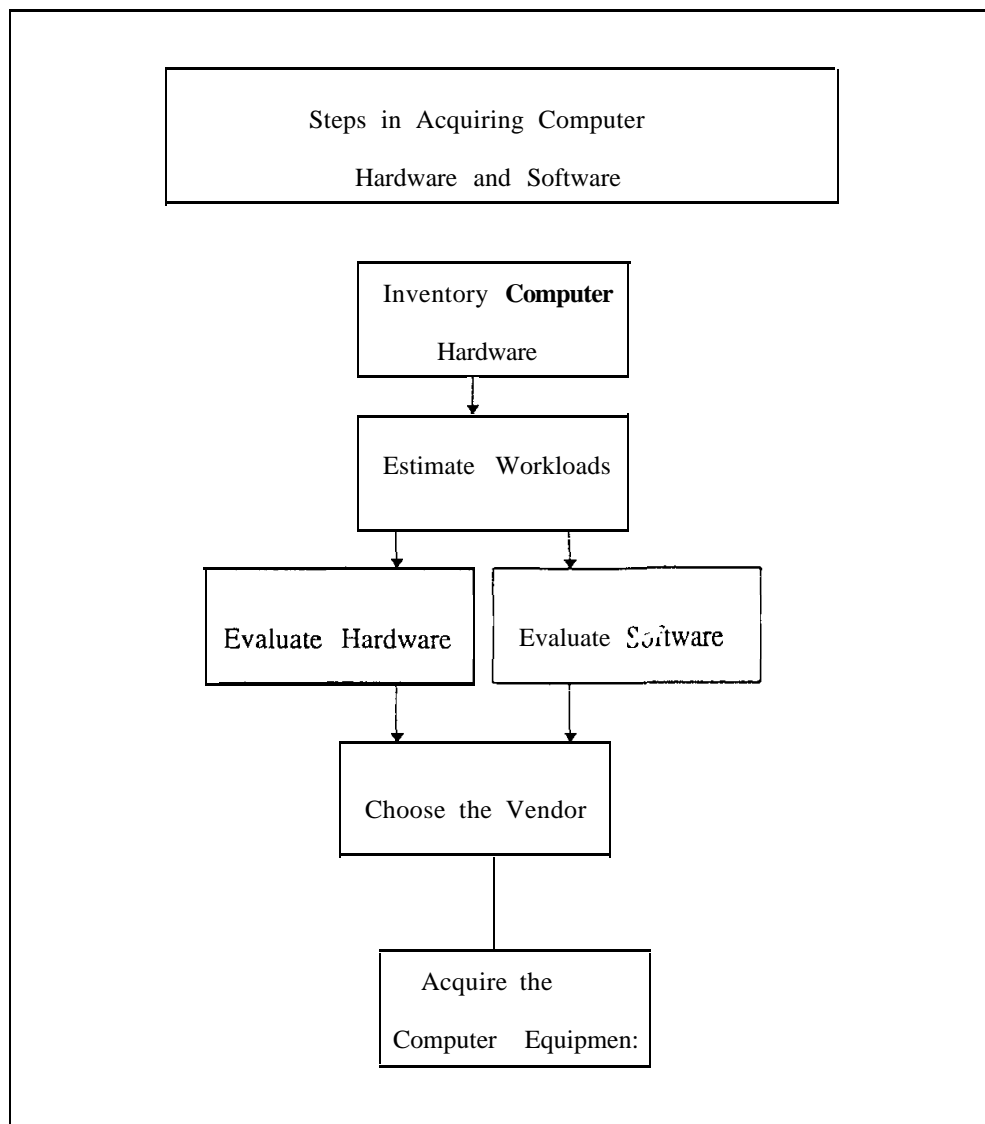 Steps in Acquiring Computer
Hardware and Software
Inventory Computer
Hardware
Estimate Workloads
Evaluate Hardware
Evaluate Software
Choose the Vendor
Acquire the
Computer Equipmen: